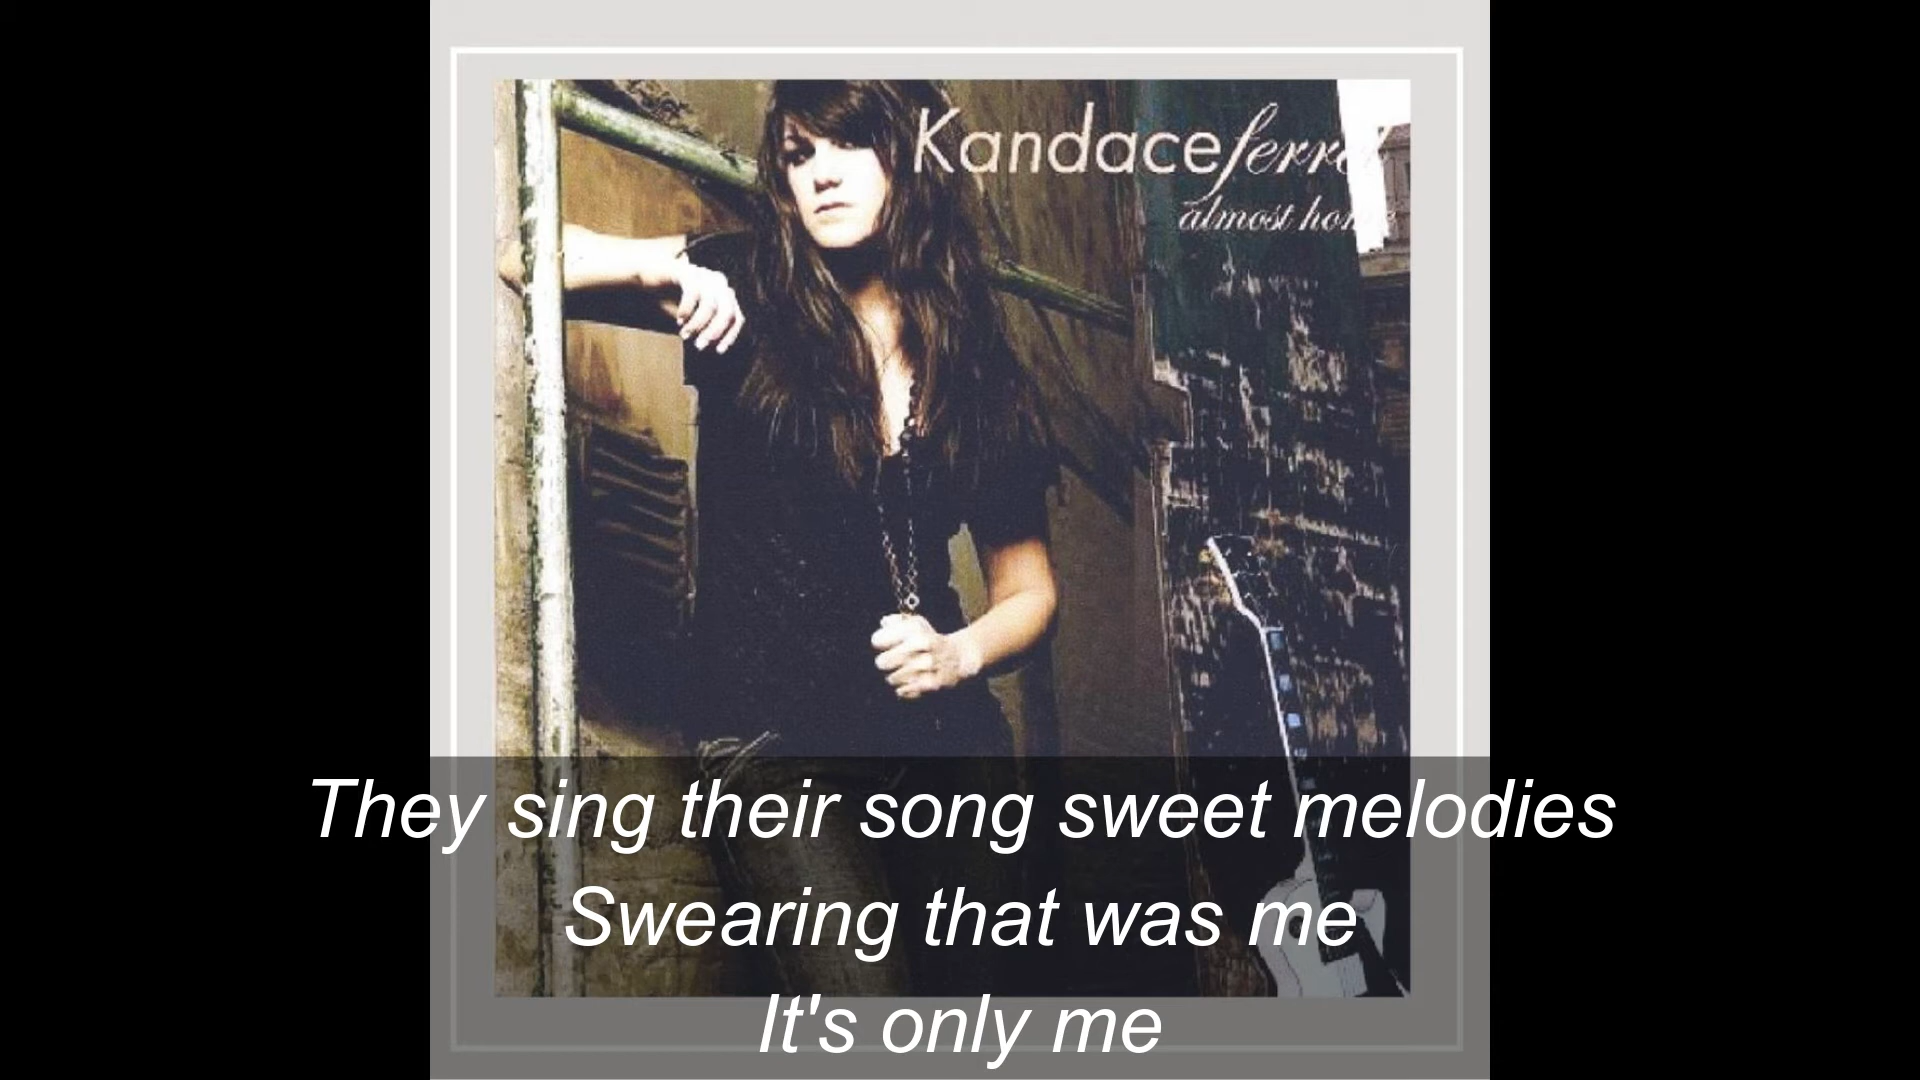 Kandace
almost
They sing their song sweet melodies
Swearing that was me
It's only me